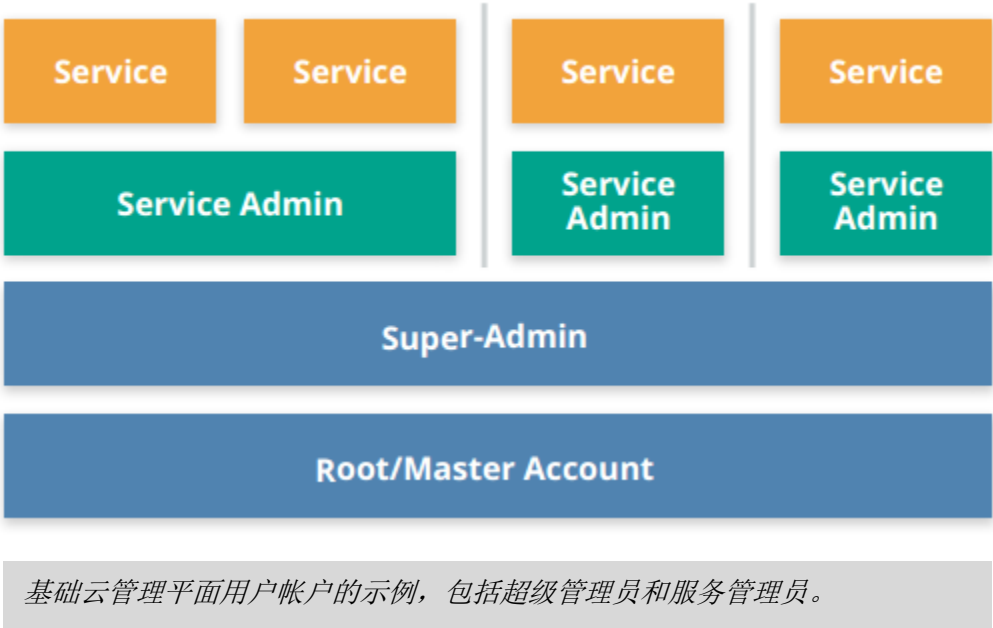 Service
Service
Service
Service
Service Admin
Service
Admin
Service
Admin
Super-Admin
Root/Master Account
基础云管理平面用户帐户的示例，包括超级管理员和服务管理员。